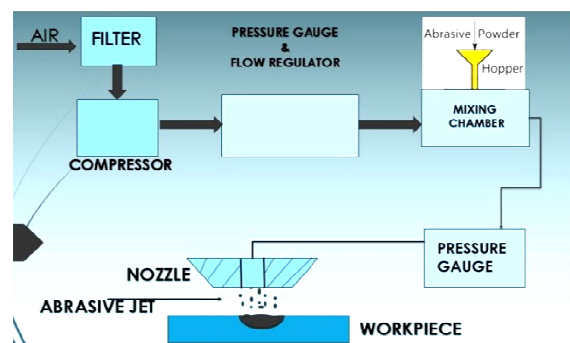 AIR
FILTER
PRESSURE GAUGE
&
FLOW REGULATOR
Abrasive Powder
Hopper
MIXING
CHAMBER
COMPRESSOR
PRESSURE
GAUGE
NOZZLE
ABRASIVE JET
WORKPIECE